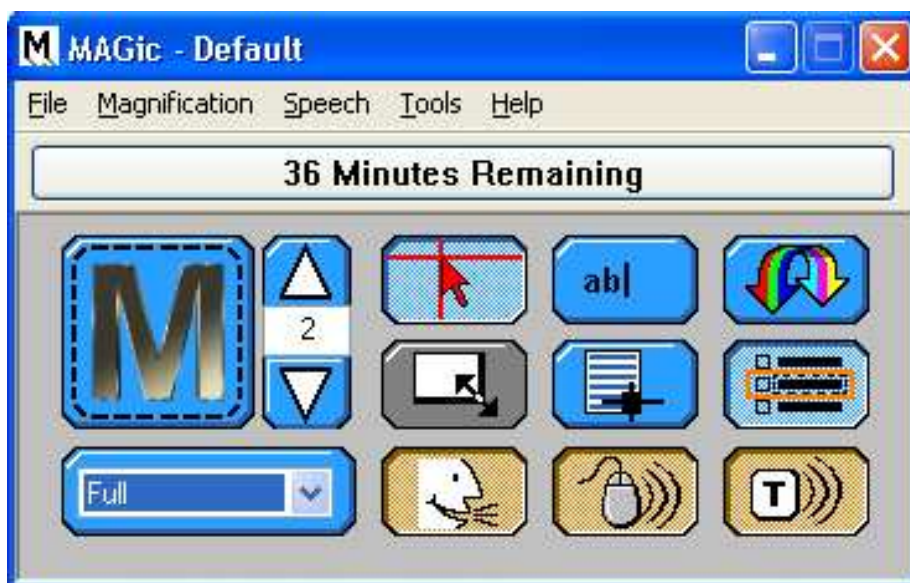 MAGic - Default
File Magnification Speech Tools Help
36 Minutes Remaining
M
2
ab
Full
T